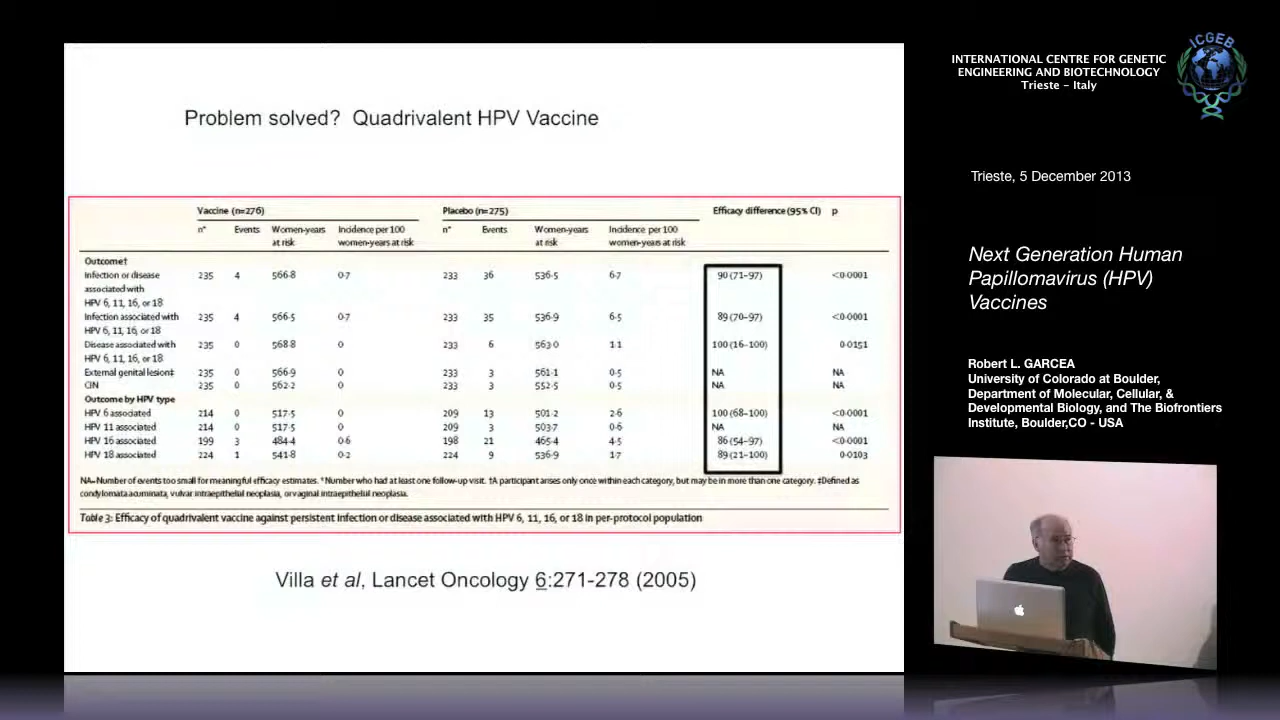 Problem solved? Quadrivalent HPV Vaccine
Vaccine (n=276) Placebo (n=275) Efficacy difference (95% CI) p
n* Events Women-years at risk Incidence per 100 women-years at risk n* Events Women-years at risk Incidence per 100 women-years at risk
Outcome†
Infection or disease associated with HPV 6, 11, 16, or 18 235 4 566·8 0·7 233 36 536·5 6·7 90 (71–97) <0·0001
Infection associated with HPV 6, 11, 16, or 18 235 4 566·5 0·7 233 35 536·9 6·5 89 (70–97) <0·0001
Disease associated with HPV 6, 11, 16, or 18 235 0 568·8 0 233 6 563·0 1·1 100 (16–100) 0·0151
External genital lesion‡ 235 0 566·9 0 233 3 561·1 0·5 NA NA
CIN 235 0 562·2 0 233 3 552·5 0·5 NA NA
Outcome by HPV type
HPV 6 associated 214 0 517·5 0 209 13 501·2 2·6 100 (68–100) <0·0001
HPV 11 associated 214 0 517·5 0 209 3 503·7 0·6 NA NA
HPV 16 associated 199 3 484·4 0·6 198 21 465·4 4·5 86 (54–97) <0·0001
HPV 18 associated 224 1 541·8 0·2 224 9 536·9 1·7 89 (21–100) 0·0103
NA=Number of events too small for meaningful efficacy estimates. *Number who had at least one follow-up visit. †A participant arises only once within each category, but may be in more than one category. ‡Defined as
condylomata acuminata, vulvar intraepithelial neoplasia, or vaginal intraepithelial neoplasia.
Table 3: Efficacy of quadrivalent vaccine against persistent infection or disease associated with HPV 6, 11, 16, or 18 in per-protocol population
Villa et al, Lancet Oncology 6:271-278 (2005)
INTERNATIONAL CENTRE FOR GENETIC
ENGINEERING AND BIOTECHNOLOGY
Trieste - Italy
ICGEB
Trieste, 5 December 2013
Next Generation Human
Papillomavirus (HPV)
Vaccines
Robert L. GARCEA
University of Colorado at Boulder,
Department of Molecular, Cellular, &
Developmental Biology, and The Biofrontiers
Institute, Boulder,CO - USA